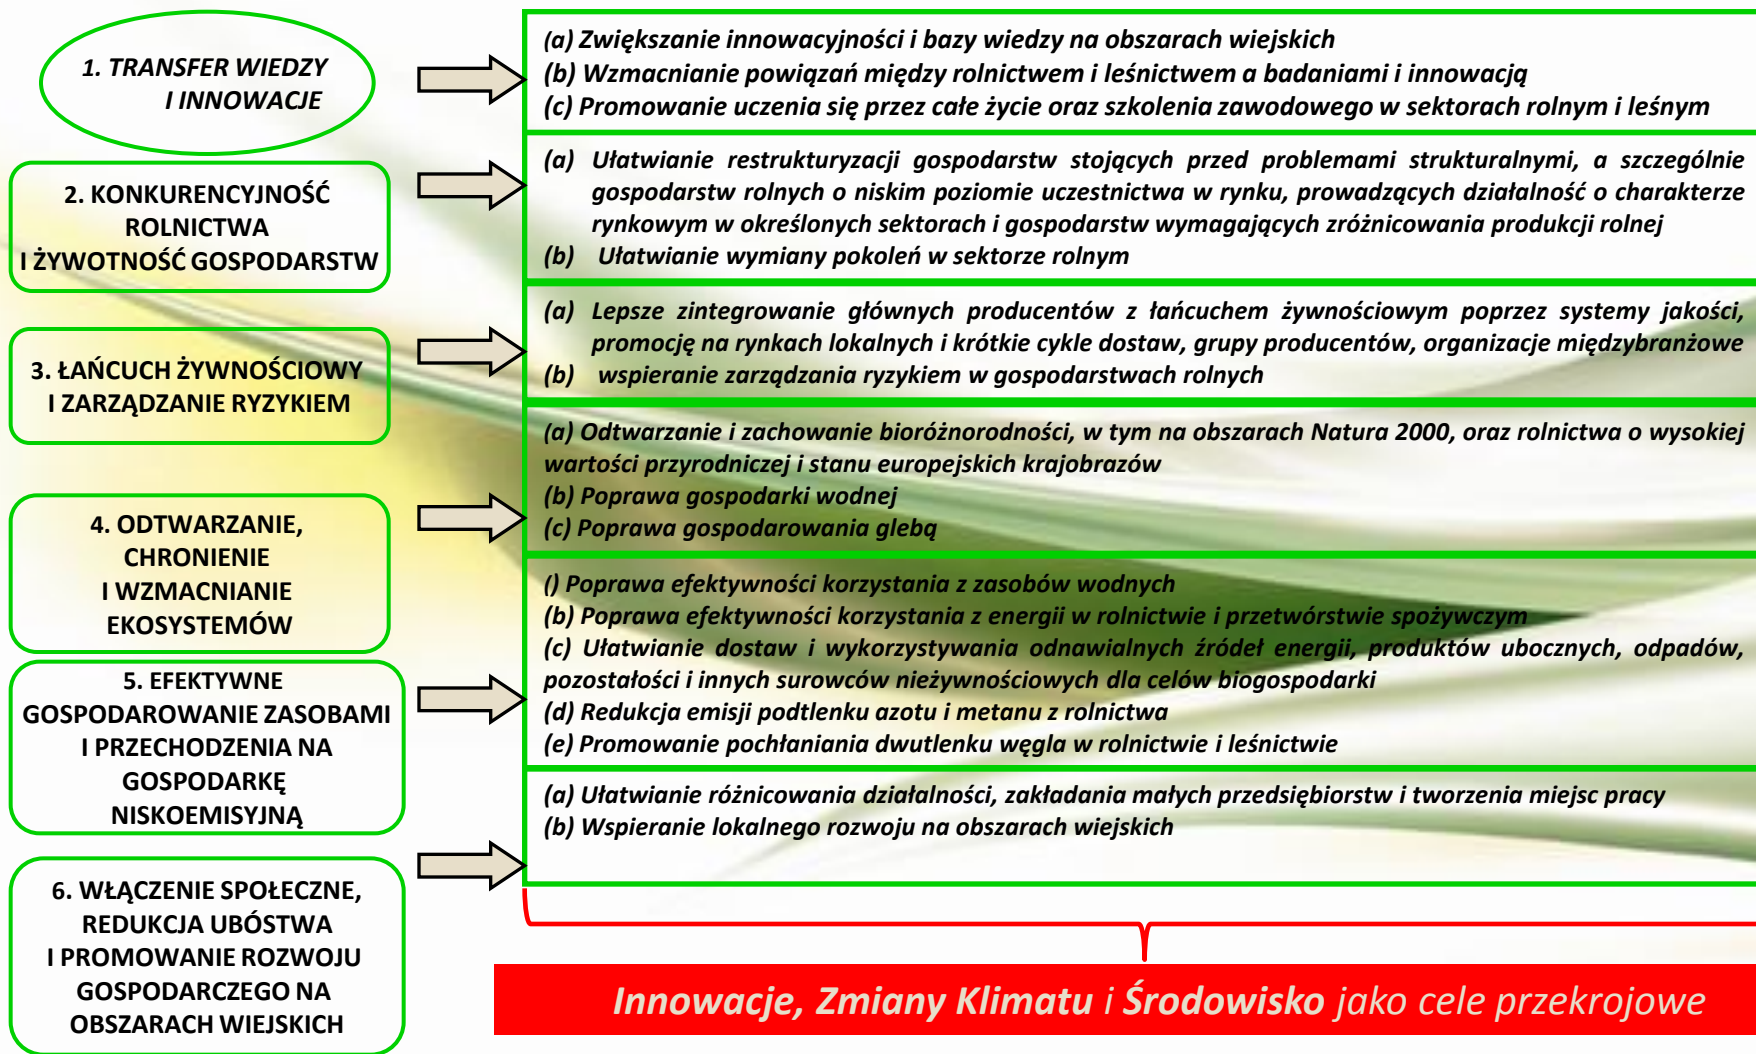 1. TRANSFER WIEDZY
I INNOWACJE
(a) Zwiększanie innowacyjności i bazy wiedzy na obszarach wiejskich
(b) Wzmacnianie powiązań między rolnictwem i leśnictwem a badaniami i innowacją
(c) Promowanie uczenia się przez całe życie oraz szkolenia zawodowego w sektorach rolnym i leśnym
2. KONKURENCYJNOŚĆ
ROLNICTWA
I ŻYWOTNOŚĆ GOSPODARSTW
(a) Ułatwianie restrukturyzacji gospodarstw stojących przed problemami strukturalnymi, a szczególnie
gospodarstw rolnych o niskim poziomie uczestnictwa w rynku, prowadzących działalność o charakterze
rynkowym w określonych sektorach i gospodarstw wymagających zróżnicowania produkcji rolnej
(b) Ułatwianie wymiany pokoleń w sektorze rolnym
3. ŁAŃCUCH ŻYWNOŚCIOWY
I ZARZĄDZANIE RYZYKIEM
(a) Lepsze zintegrowanie głównych producentów z łańcuchem żywnościowym poprzez systemy jakości,
promocję na rynkach lokalnych i krótkie cykle dostaw, grupy producentów, organizacje międzybranżowe
(b) wspieranie zarządzania ryzykiem w gospodarstwach rolnych
4. ODTWARZANIE,
CHRONIENIE
I WZMACNIANIE
EKOSYSTEMÓW
(a) Odtwarzanie i zachowanie bioróżnorodności, w tym na obszarach Natura 2000, oraz rolnictwa o wysokiej
wartości przyrodniczej i stanu europejskich krajobrazów
(b) Poprawa gospodarki wodnej
(c) Poprawa gospodarowania glebą
5. EFEKTYWNE
GOSPODAROWANIE ZASOBAMI
I PRZECHODZENIA NA
GOSPODARKĘ
NISKOEMISYJNĄ
() Poprawa efektywności korzystania z zasobów wodnych
(b) Poprawa efektywności korzystania z energii w rolnictwie i przetwórstwie spożywczym
(c) Ułatwianie dostaw i wykorzystywania odnawialnych źródeł energii, produktów ubocznych, odpadów,
pozostałości i innych surowców nieżywnościowych dla celów biogospodarki
(d) Redukcja emisji podtlenku azotu i metanu z rolnictwa
(e) Promowanie pochłaniania dwutlenku węgla w rolnictwie i leśnictwie
6. WŁĄCZENIE SPOŁECZNE,
REDUKCJA UBÓSTWA
I PROMOWANIE ROZWOJU
GOSPODARCZEGO NA
OBSZARACH WIEJSKICH
(a) Ułatwianie różnicowania działalności, zakładania małych przedsiębiorstw i tworzenia miejsc pracy
(b) Wspieranie lokalnego rozwoju na obszarach wiejskich
Innowacje, Zmiany Klimatu i Środowisko jako cele przekrojowe